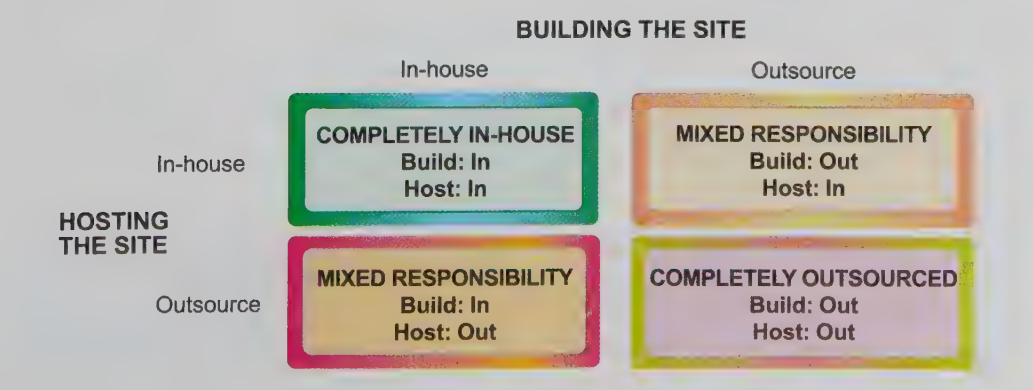 BUILDING THE SITE
In-house
Outsource
HOSTING
THE SITE
In-house
COMPLETELY IN-HOUSE
Build: In
Host: In
MIXED RESPONSIBILITY
Build: Out
Host: In
Outsource
MIXED RESPONSIBILITY
Build: In
Host: Out
COMPLETELY OUTSOURCED
Build: Out
Host: Out